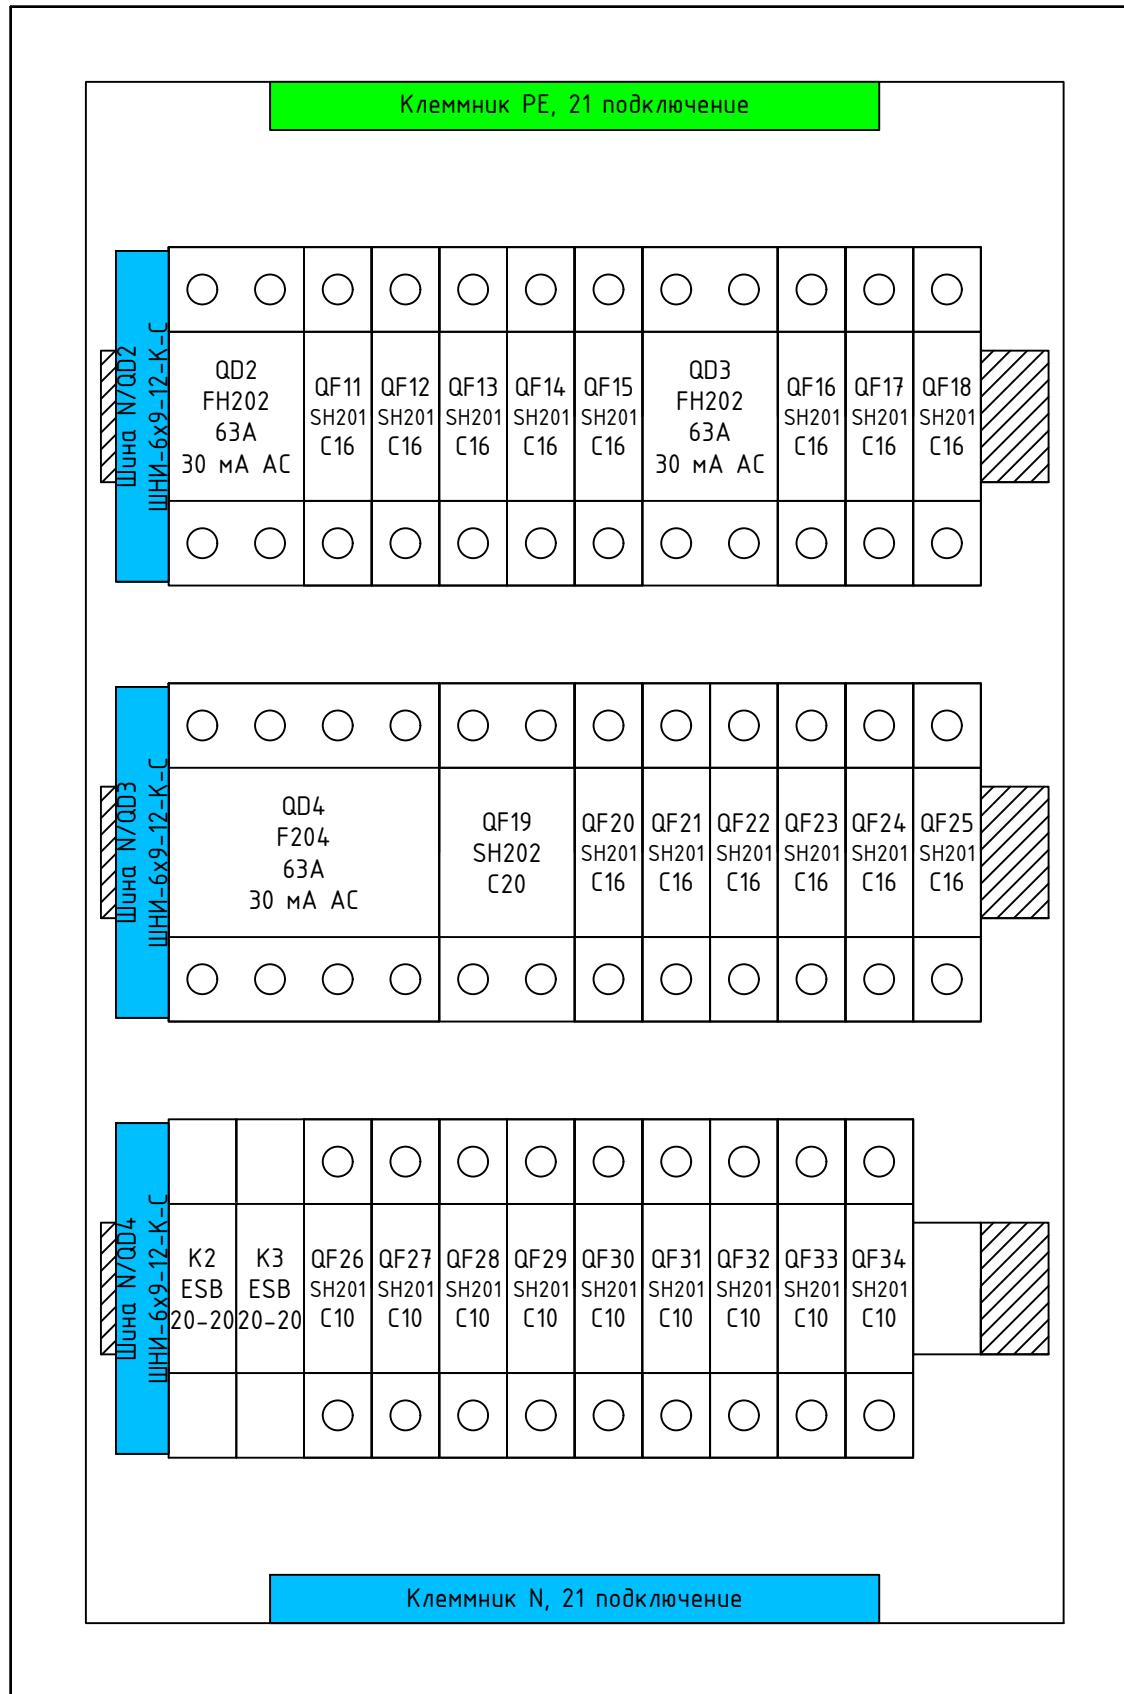 Клеммник PE, 21 подключение
Шина N/QD2
ШНИ-6х9-12-К-С
QD2
FH202
63А
30 мА АС
QF11
SH201
C16
QF12
SH201
C16
QF13
SH201
C16
QF14
SH201
C16
QF15
SH201
C16
QD3
FH202
63А
30 мА АС
QF16
SH201
C16
QF17
SH201
C16
QF18
SH201
C16
Шина N/QD3
ШНИ-6х9-12-К-С
QD4
F204
63А
30 мА АС
QF19
SH202
C20
QF20
SH201
C16
QF21
SH201
C16
QF22
SH201
C16
QF23
SH201
C16
QF24
SH201
C16
QF25
SH201
C16
Шина N/QD4
ШНИ-6х9-12-К-С
K2
ESB
20-20
K3
ESB
20-20
QF26
SH201
C10
QF27
SH201
C10
QF28
SH201
C10
QF29
SH201
C10
QF30
SH201
C10
QF31
SH201
C10
QF32
SH201
C10
QF33
SH201
C10
QF34
SH201
C10
Клеммник N, 21 подключение